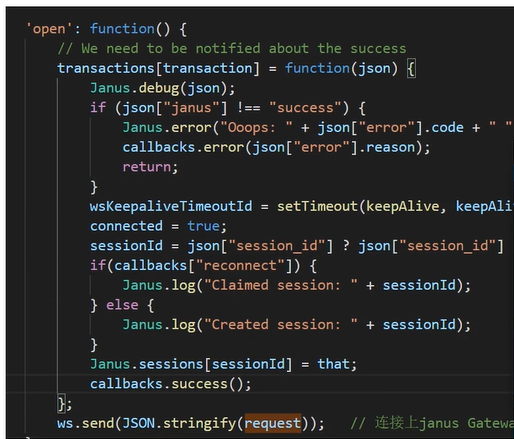 'open': function() {
// We need to be notified about the success
transactions[transaction] = function(json) {
Janus.debug(json);
if (json["janus"] !== "success") {
Janus.error("Ooops: " + json["error"].code + " "
callbacks.error(json["error"].reason);
return;
}
wsKeepaliveTimeoutId = setTimeout(keepAlive, keepAli
connected = true;
sessionId = json["session_id"] ? json["session_id"]
if(callbacks["reconnect"]) {
Janus.log("Claimed session: " + sessionId);
} else {
Janus.log("Created session: " + sessionId);
}
Janus.sessions[sessionId] = that;
callbacks.success();
};
ws.send(JSON.stringify(request)); // 连接上janus Gatewa